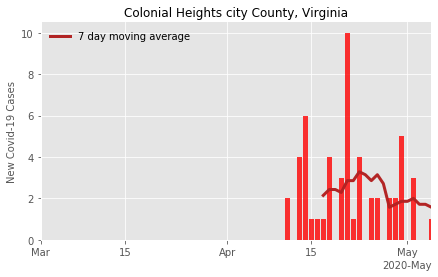 Colonial Heights city County, Virginia
7 day moving average
New Covid-19 Cases
10
8
6
4
2
0
Mar 15 Apr 15 May
2020-May